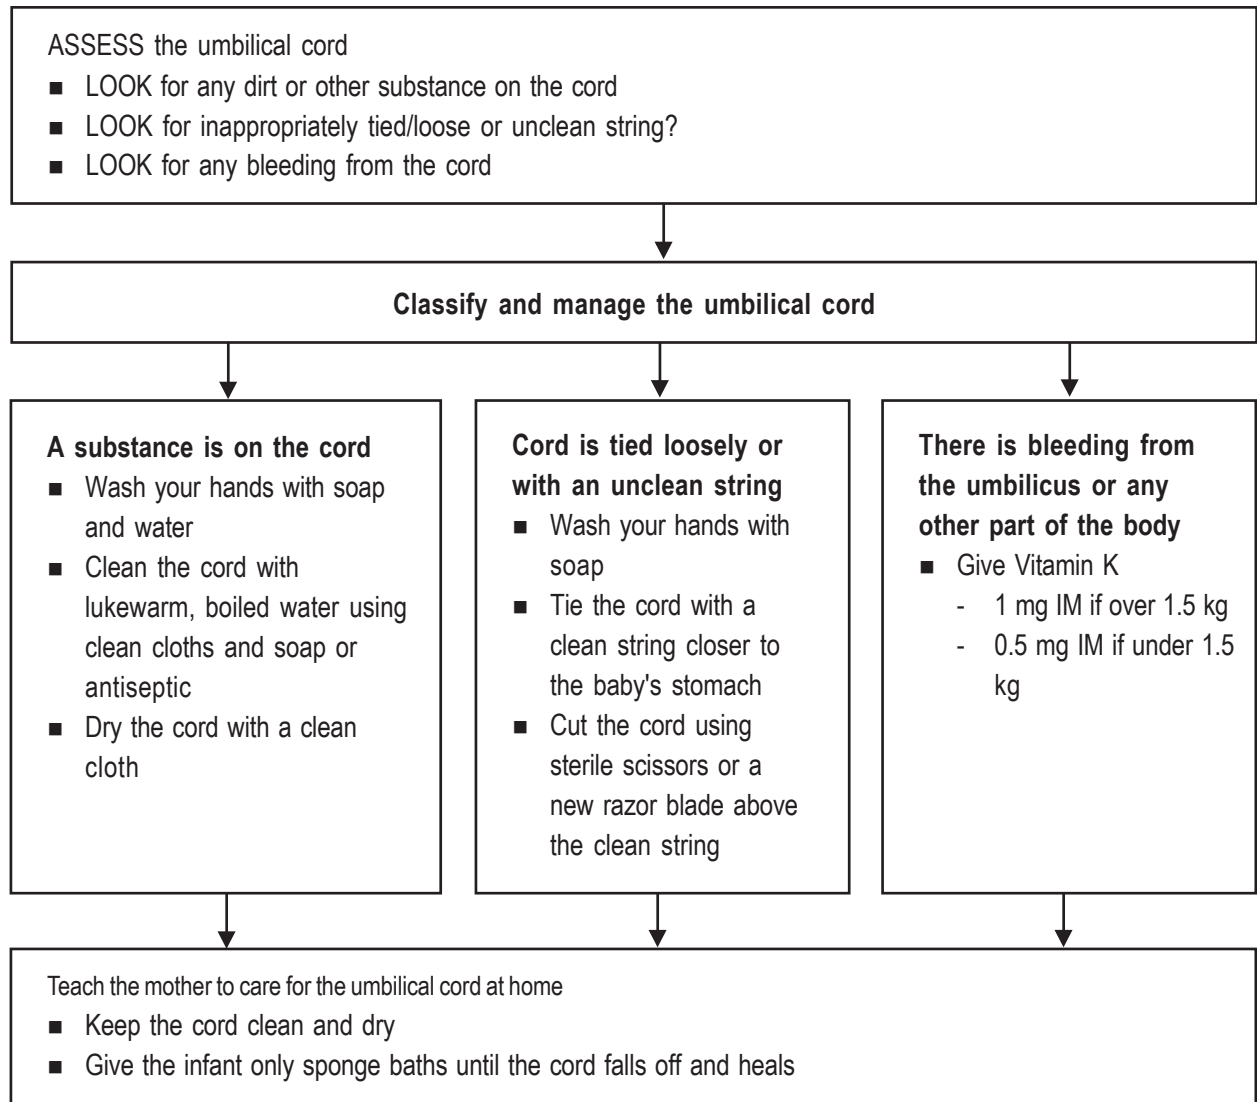 ASSESS the umbilical cord
■ LOOK for any dirt or other substance on the cord
■ LOOK for inappropriately tied/loose or unclean string?
■ LOOK for any bleeding from the cord
Classify and manage the umbilical cord
A substance is on the cord
■ Wash your hands with soap
and water
■ Clean the cord with
lukewarm, boiled water using
clean cloths and soap or
antiseptic
■ Dry the cord with a clean
cloth
Cord is tied loosely or
with an unclean string
■ Wash your hands with
soap
■ Tie the cord with a
clean string closer to
the baby's stomach
■ Cut the cord using
sterile scissors or a
new razor blade above
the clean string
There is bleeding from
the umbilicus or any
other part of the body
■ Give Vitamin K
- 1 mg IM if over 1.5 kg
- 0.5 mg IM if under 1.5
kg
Teach the mother to care for the umbilical cord at home
■ Keep the cord clean and dry
■ Give the infant only sponge baths until the cord falls off and heals